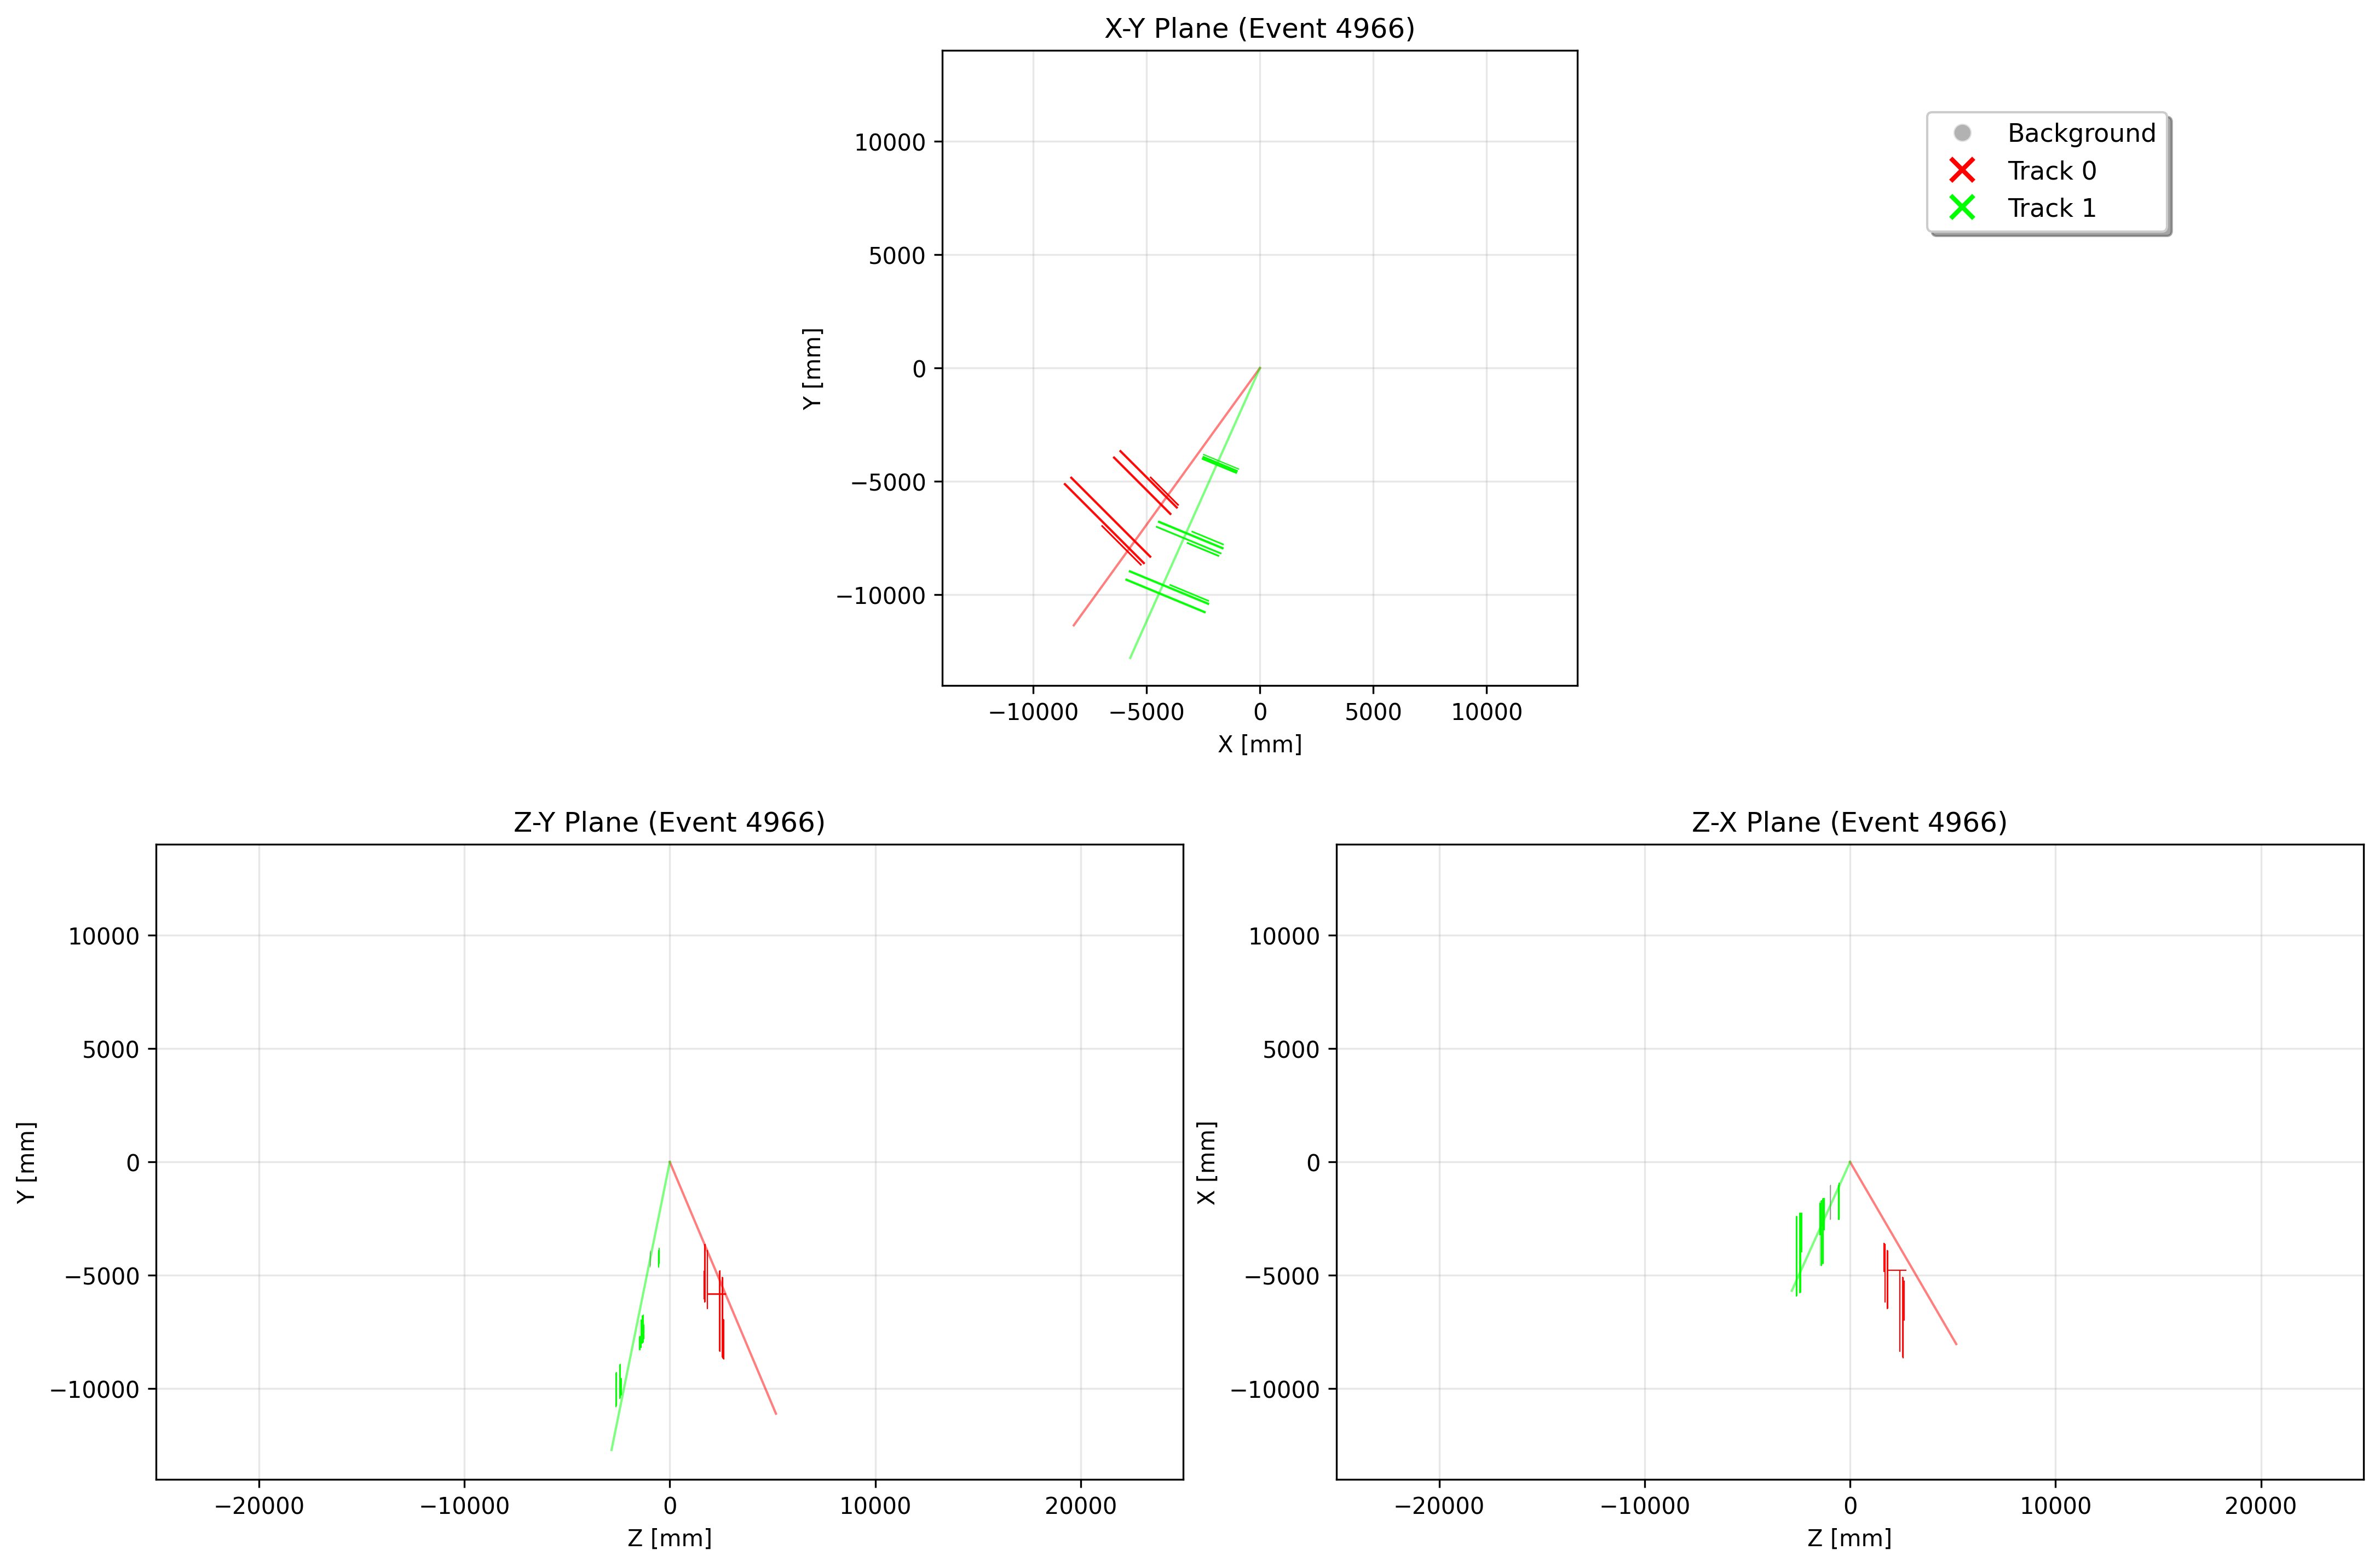 X-Y Plane (Event 4966)
Y [mm]
10000
5000
0
−5000
−10000
−10000 −5000 0 5000 10000
X [mm]
Background
Track 0
Track 1
Z-Y Plane (Event 4966)
Y [mm]
10000
5000
0
−5000
−10000
−20000 −10000 0 10000 20000
Z [mm]
Z-X Plane (Event 4966)
X [mm]
10000
5000
0
−5000
−10000
−20000 −10000 0 10000 20000
Z [mm]